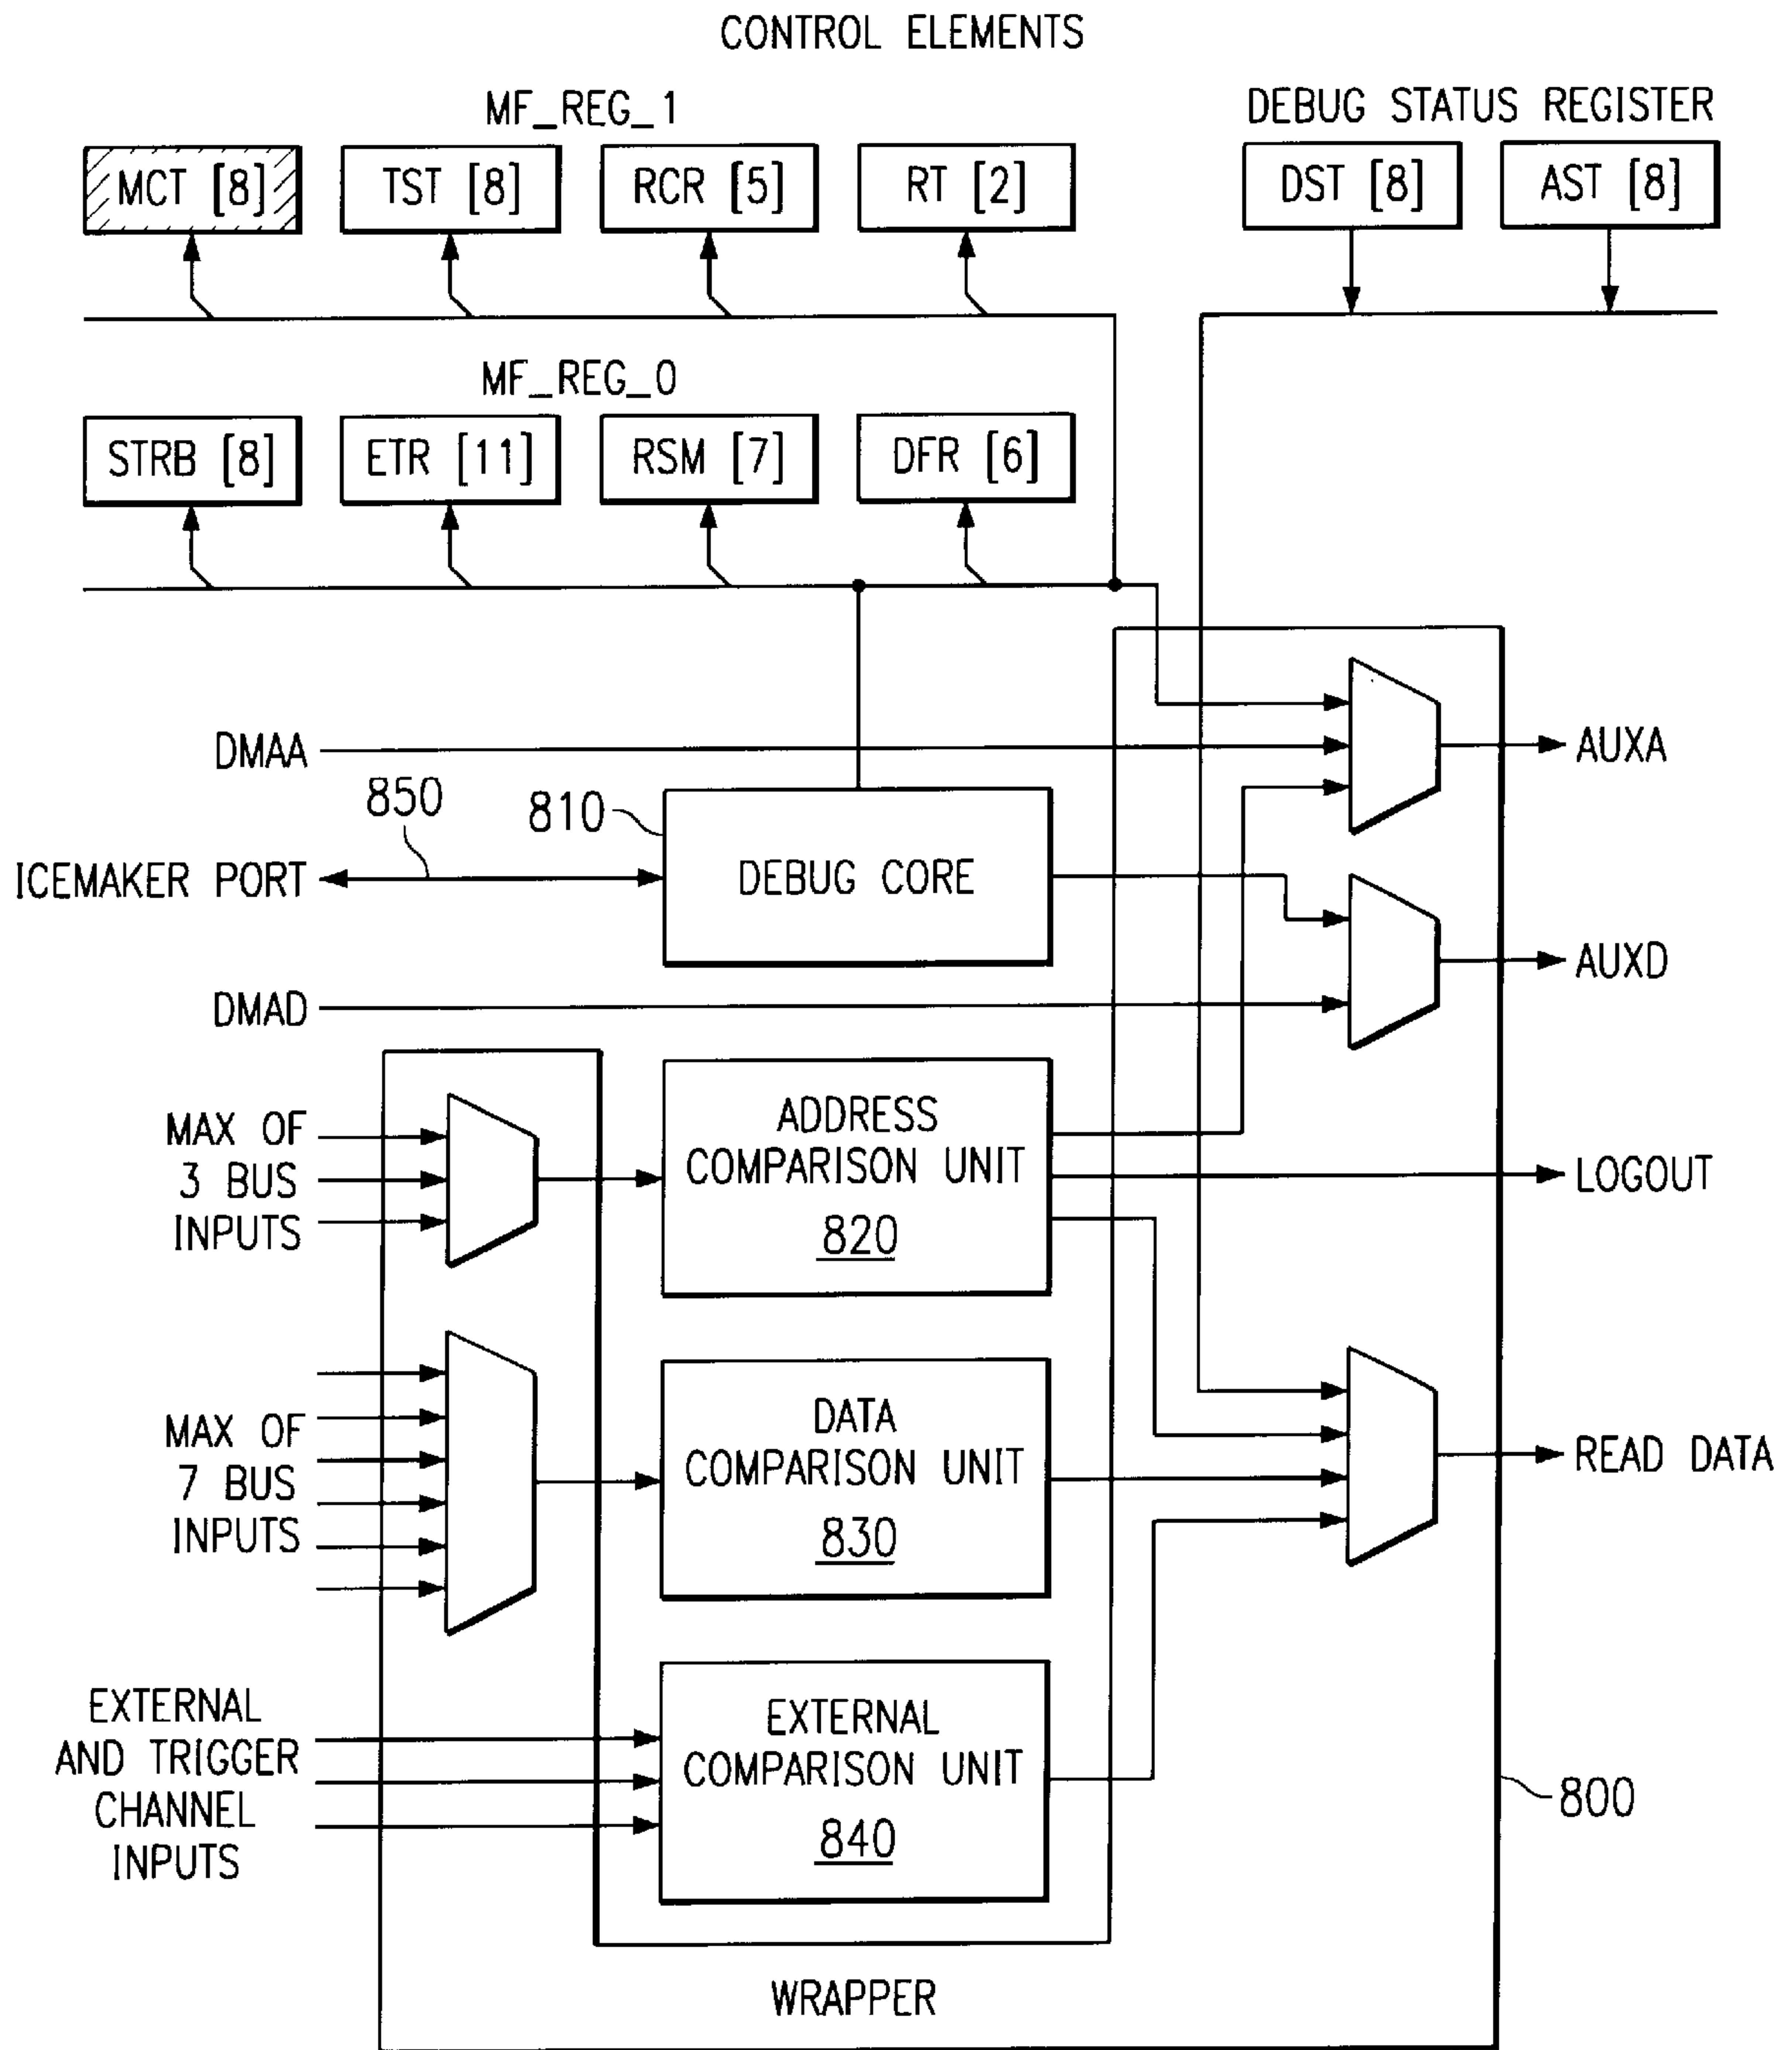 CONTROL ELEMENTS
MF_REG_1
DEBUG STATUS REGISTER
MCT [8]
TST [8]
RCR [5]
RT [2]
DST [8]
AST [8]
MF_REG_0
STRB [8]
ETR [11]
RSM [7]
DFR [6]
DMAA
AUXA
850
810
ICEMAKER PORT
DEBUG CORE
AUXD
DMAD
MAX OF
3 BUS
INPUTS
ADDRESS
COMPARISON UNIT
820
LOGOUT
MAX OF
7 BUS
INPUTS
DATA
COMPARISON UNIT
830
READ DATA
EXTERNAL
AND TRIGGER
CHANNEL
INPUTS
EXTERNAL
COMPARISON UNIT
840
800
WRAPPER